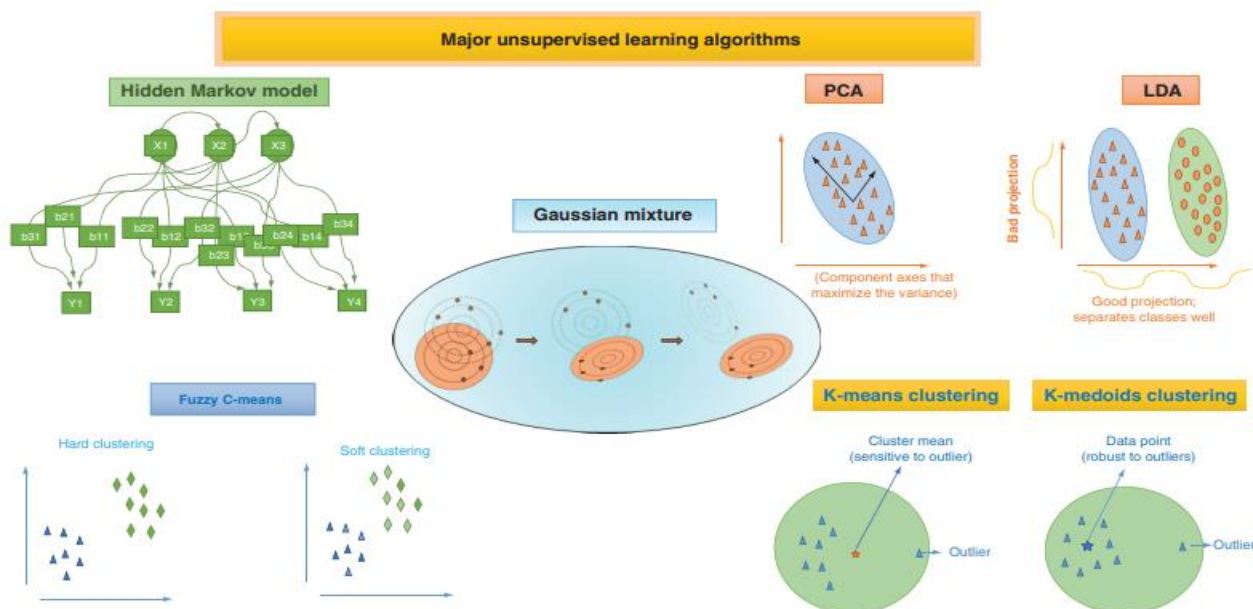 Major unsupervised learning algorithms
Hidden Markov model
X1
X2
X3
b21
b31
b11
b22
b12
b32
b23
b24
b14
b34
Y1
Y2
Y3
Y4
Gaussian mixture
PCA
(Component axes that
maximize the variance)
LDA
Bad projection
Good projection;
separates classes well
Fuzzy C-means
Hard clustering
Soft clustering
K-means clustering
Cluster mean
(sensitive to outlier)
Outlier
K-medoids clustering
Data point
(robust to outliers)
Outlier